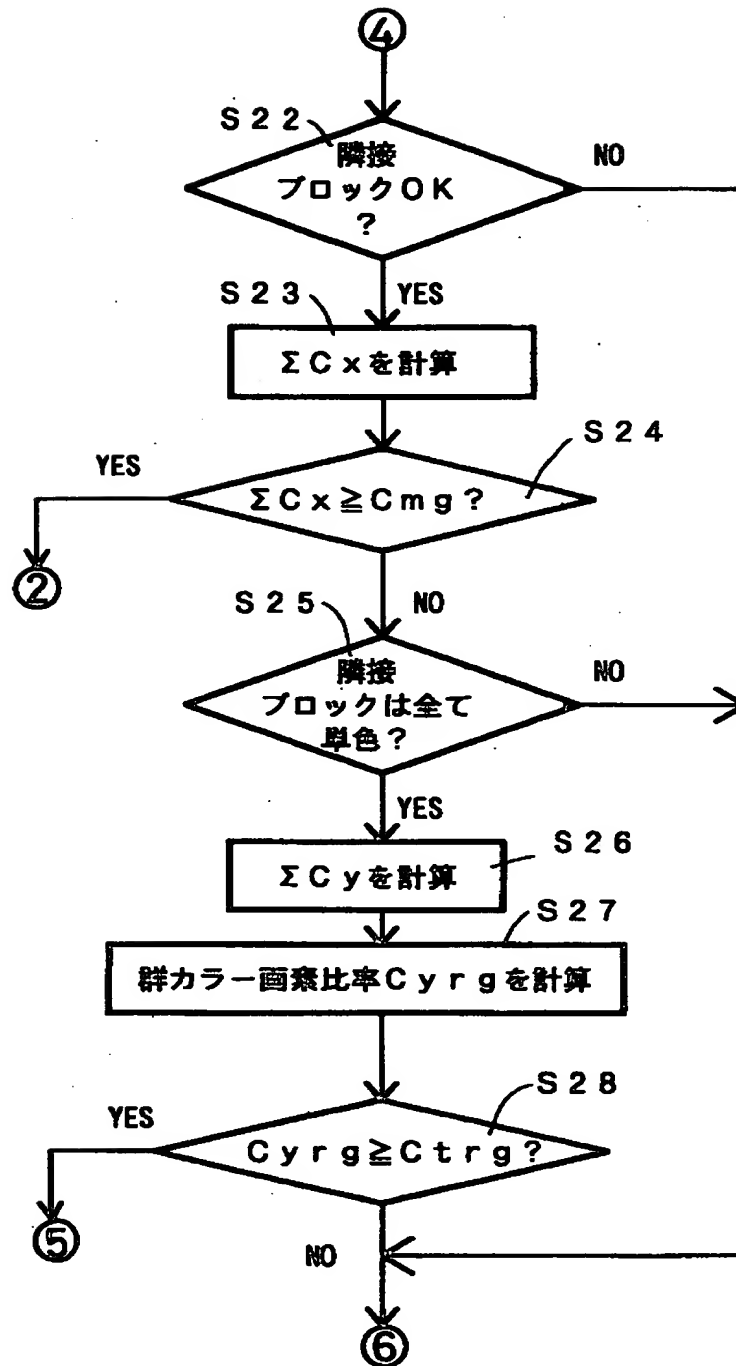 ④
S22
隣接
ブロックOK
?
NO
YES
S23
ΣCxを計算
S24
YES
ΣCx≧Cmg?
②
S25
NO
隣接
ブロックは全て
単色?
NO
YES
S26
ΣCyを計算
S27
群カラー画素比率Cyrgを計算
S28
YES
Cyrg≧Ctrg?
⑤
NO
⑥